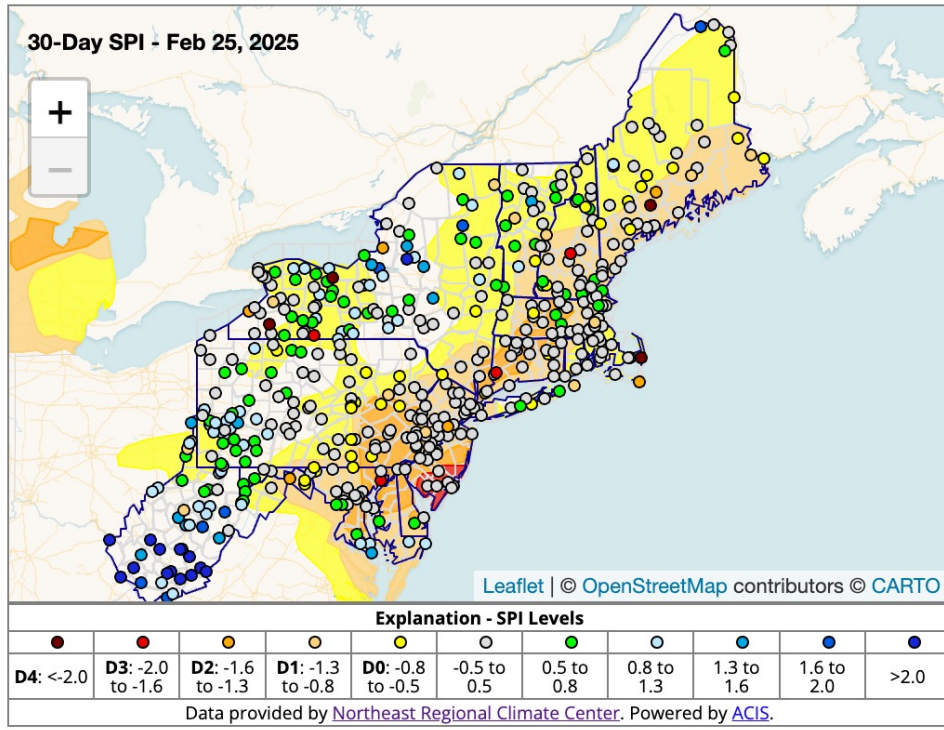 30-Day SPI - Feb 25, 2025
+
−
Leaflet | © OpenStreetMap contributors © CARTO
Explanation - SPI Levels
D4: <-2.0
D3: -2.0
to -1.6
D2: -1.6
to -1.3
D1: -1.3
to -0.8
D0: -0.8
to -0.5
-0.5 to
0.5
0.5 to
0.8
0.8 to
1.3
1.3 to
1.6
1.6 to
2.0
>2.0
Data provided by Northeast Regional Climate Center. Powered by ACIS.